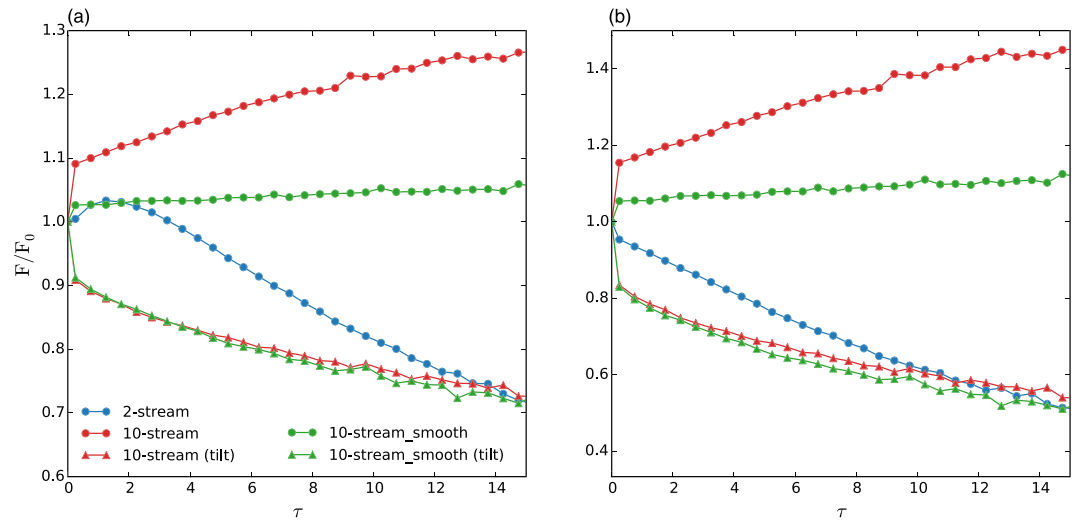 (a)
1.3
1.2
1.1
1.0
0.9
0.8
0.7
0.6
F/F0
0 2 4 6 8 10 12 14
τ
2-stream
10-stream
10-stream (tilt)
10-stream_smooth
10-stream_smooth (tilt)
(b)
1.4
1.2
1.0
0.8
0.6
0.4
0 2 4 6 8 10 12 14
τ